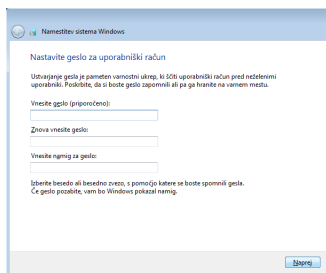 Namestitev sistema Windows
Nastavite geslo za uporabniški račun
Ustvarjanje gesla je pameten varnostni ukrep, ki ščiti uporabniški račun pred neželenimi
uporabniki. Poskrbite, da si boste geslo zapomnili ali pa ga hranite na varnem mestu.
Vnesite geslo (priporočeno):
Znova vnesite geslo:
Vnesite namig za geslo:
Izberite besedo ali besedno zvezo, s pomočjo katere se boste spomnili gesla.
Če geslo pozabite, vam bo Windows pokazal namig.
Naprej